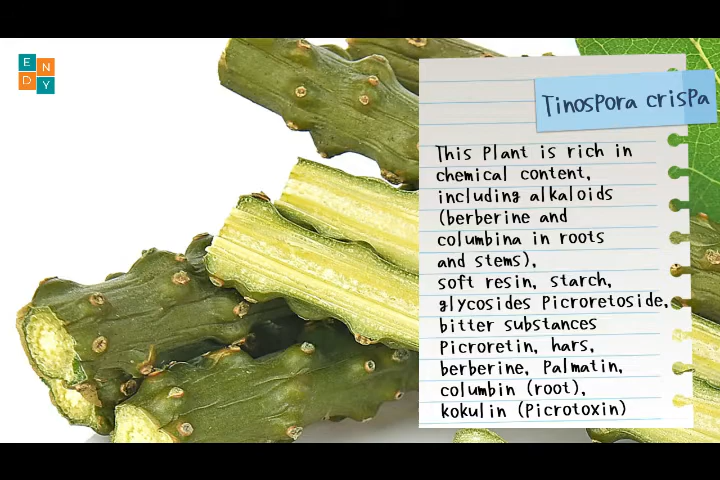 E N
D Y
Tinospora crispa
This Plant is rich in
chemical content,
including alkaloids
(berberine and
columbina in roots
and stems),
soft resin, starch,
glycosides Picroretoside,
bitter substances
Picroretin, hars,
berberine, Palmatin,
columbin (root),
kokulin (Picrotoxin)